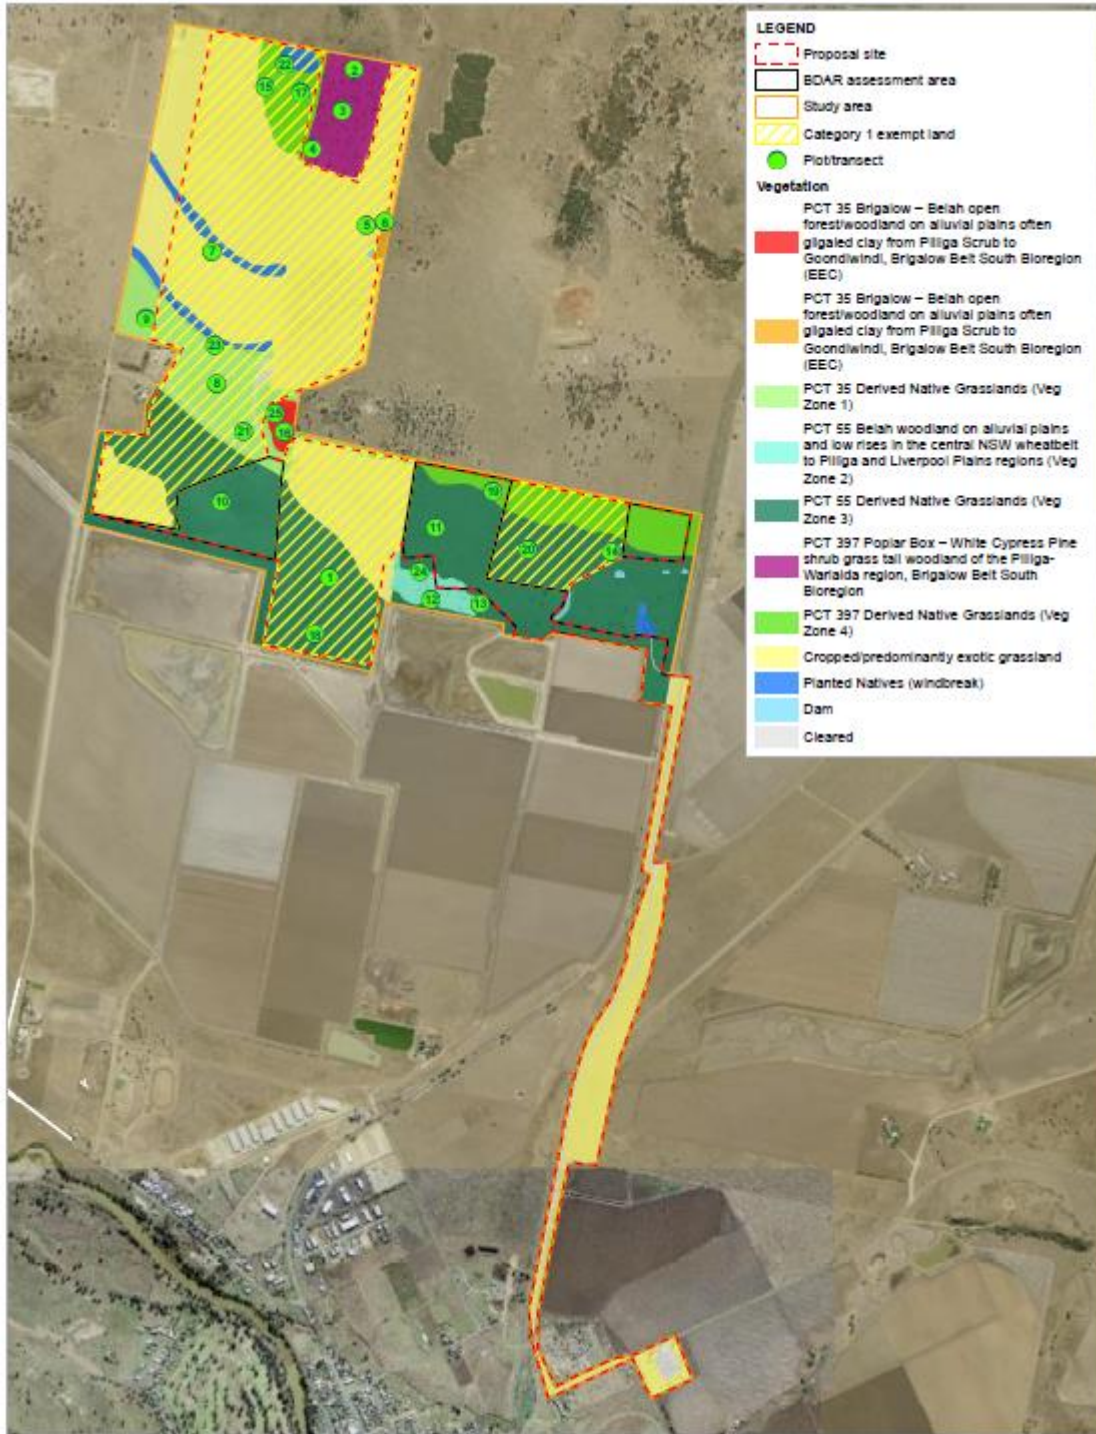 LEGEND
Proposal site
BDAR assessment area
Study area
Category 1 exempt land
Plot/transect
Vegetation
PCT 35 Brigalow – Belah open
forest/woodland on alluvial plains often
gilgaied clay from Pilliga Scrub to
Goondiwindi, Brigalow Belt South Bioregion
(EEC)
PCT 35 Brigalow – Belah open
forest/woodland on alluvial plains often
gilgaied clay from Pilliga Scrub to
Goondiwindi, Brigalow Belt South Bioregion
(EEC)
PCT 35 Derived Native Grasslands (Veg
Zone 1)
PCT 55 Belah woodland on alluvial plains
and low rises in the central NSW wheatbelt
to Pilliga and Liverpool Plains regions (Veg
Zone 2)
PCT 55 Derived Native Grasslands (Veg
Zone 3)
PCT 397 Poplar Box – White Cypress Pine
shrub grass tall woodland of the Pilliga-
Warialda region, Brigalow Belt South
Bioregion
PCT 397 Derived Native Grasslands (Veg
Zone 4)
Cropped/predominantly exotic grassland
Planted Natives (windbreak)
Dam
Cleared
22
2
15
17
3
4
5
6
7
9
23
8
25
16
21
10
11
19
20
14
24
12
13
1
18